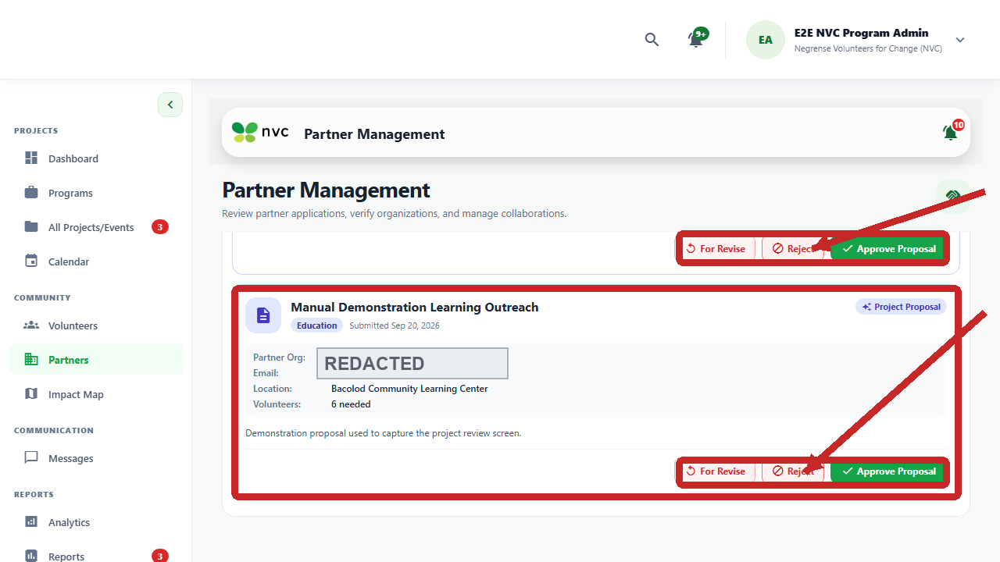 9+
EA
E2E NVC Program Admin
Negrense Volunteers for Change (NVC)
PROJECTS
Dashboard
Programs
All Projects/Events 3
Calendar
COMMUNITY
Volunteers
Partners
Impact Map
COMMUNICATION
Messages
REPORTS
Analytics
Reports 3
nvc
Partner Management
10
Partner Management
Review partner applications, verify organizations, and manage collaborations.
For Revise Reject Approve Proposal
Manual Demonstration Learning Outreach
Project Proposal
Education Submitted Sep 20, 2026
Partner Org:
REDACTED
Email:
Location: Bacolod Community Learning Center
Volunteers: 6 needed
Demonstration proposal used to capture the project review screen.
For Revise Reject Approve Proposal